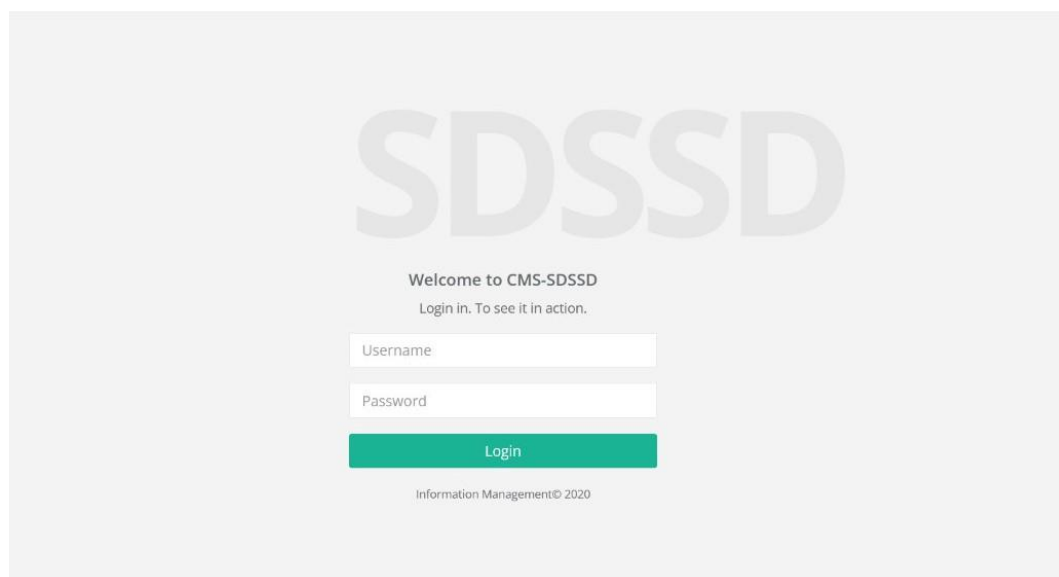 SDSSD
Welcome to CMS-SDSSD
Login in. To see it in action.
Username
Password
Login
Information Management© 2020